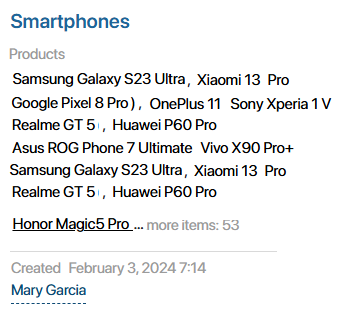 Smartphones
Products
Samsung Galaxy S23 Ultra, Xiaomi 13 Pro
Google Pixel 8 Pro), OnePlus 11 Sony Xperia 1 V
Realme GT 5, Huawei P60 Pro
Asus ROG Phone 7 Ultimate Vivo X90 Pro+
Samsung Galaxy S23 Ultra, Xiaomi 13 Pro
Realme GT 5, Huawei P60 Pro
Honor Magic5 Pro ... more items: 53
Created February 3, 2024 7:14
Mary Garcia